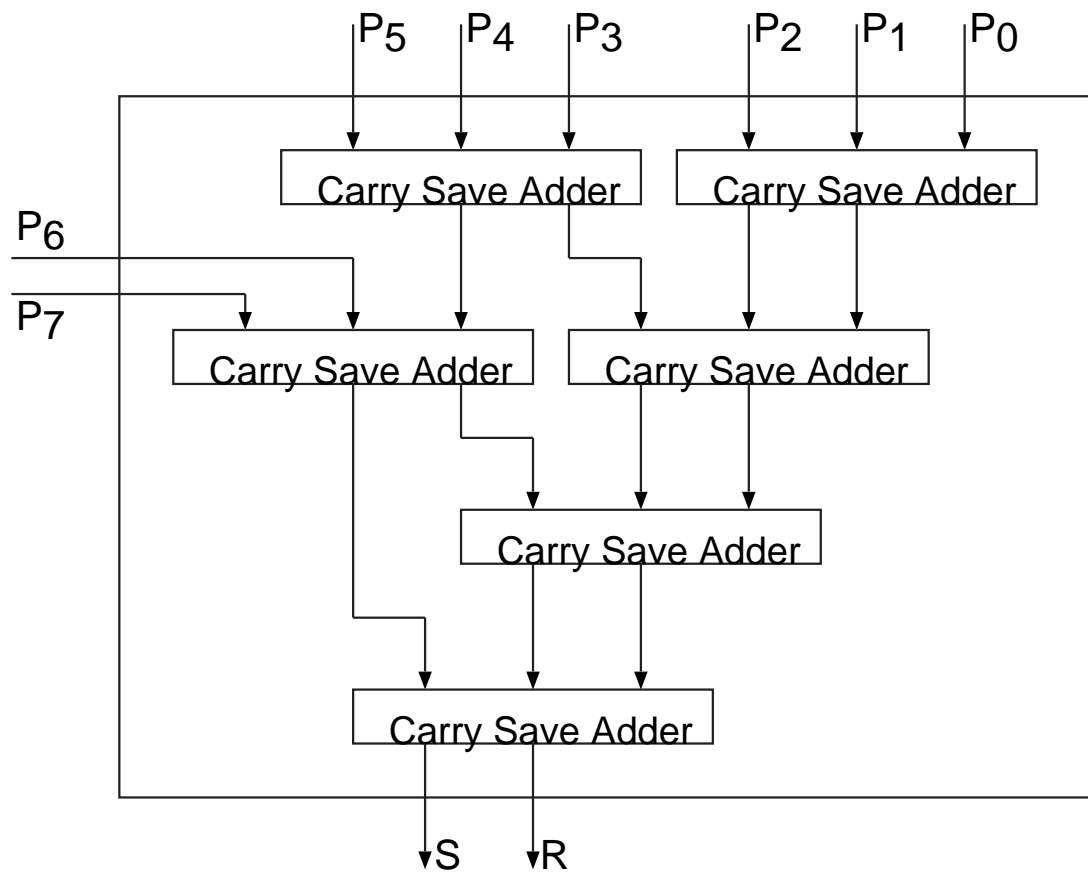 P5 P4 P3 P2 P1 P0
Carry Save Adder Carry Save Adder
P6
P7
Carry Save Adder Carry Save Adder
Carry Save Adder
Carry Save Adder
S R